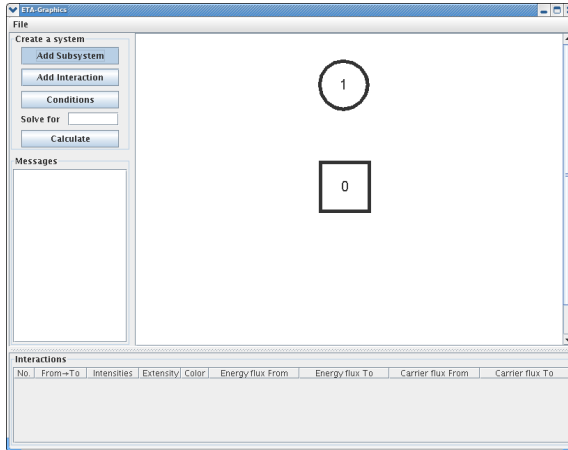 ETA-Graphics
File
Create a system
Add Subsystem
Add Interaction
Conditions
Solve for
Calculate
Messages
1
0
Interactions
No. From→To Intensities Extensity Color Energy flux From Energy flux To Carrier flux From Carrier flux To